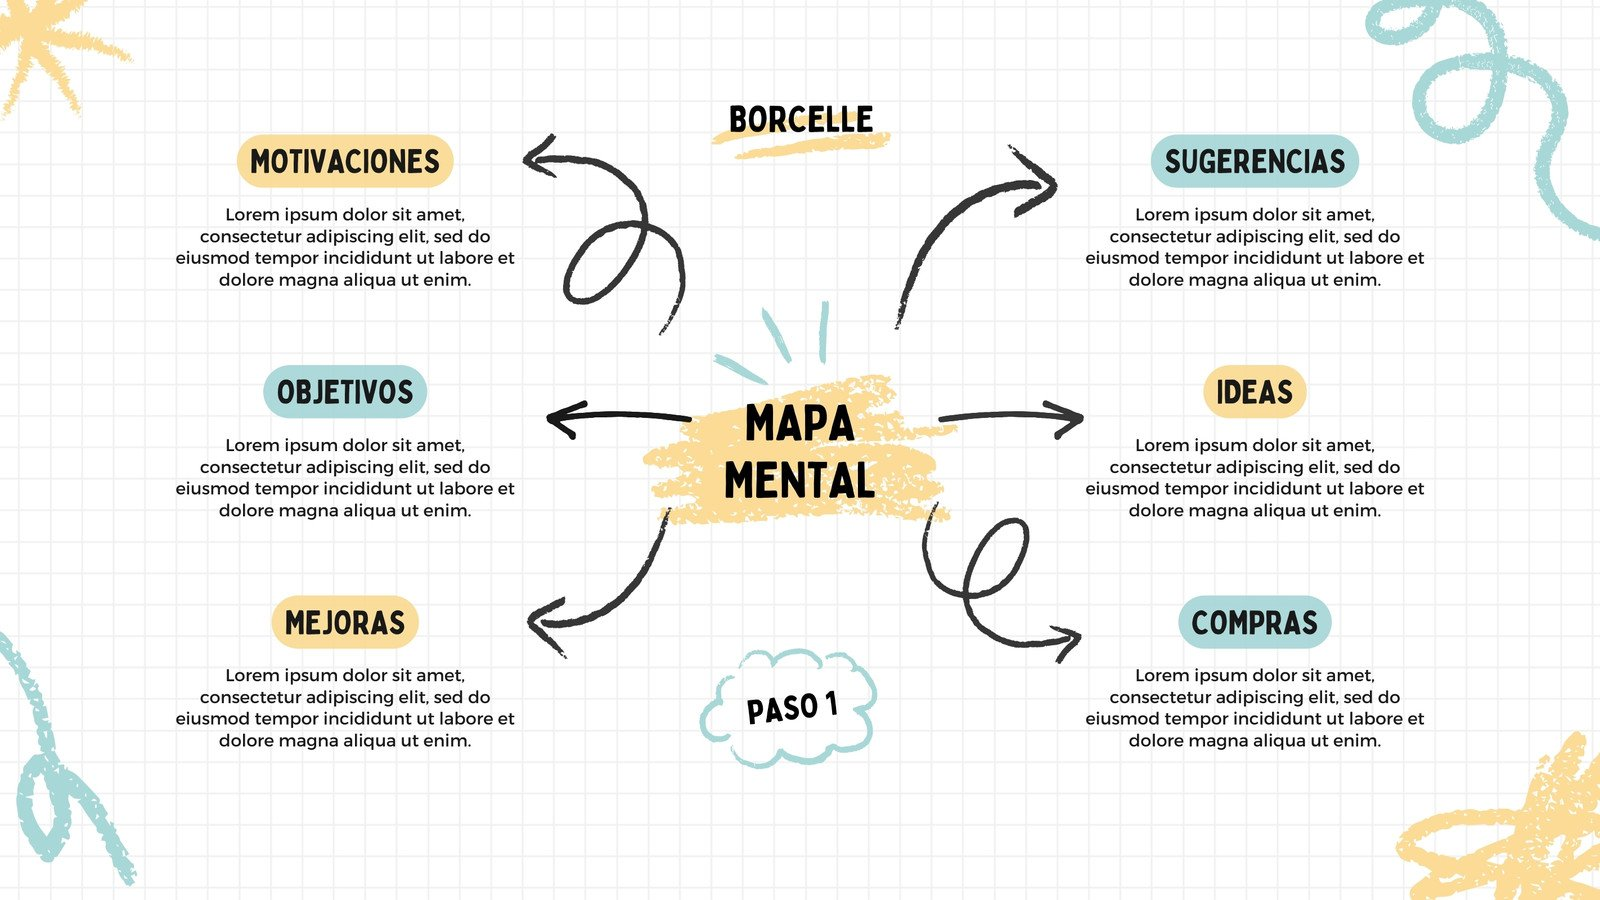 BORCELLE
MOTIVACIONES
Lorem ipsum dolor sit amet,
consectetur adipiscing elit, sed do
eiusmod tempor incididunt ut labore et
dolore magna aliqua ut enim.
OBJETIVOS
Lorem ipsum dolor sit amet,
consectetur adipiscing elit, sed do
eiusmod tempor incididunt ut labore et
dolore magna aliqua ut enim.
MEJORAS
Lorem ipsum dolor sit amet,
consectetur adipiscing elit, sed do
eiusmod tempor incididunt ut labore et
dolore magna aliqua ut enim.
MAPA
MENTAL
PASO 1
SUGERENCIAS
Lorem ipsum dolor sit amet,
consectetur adipiscing elit, sed do
eiusmod tempor incididunt ut labore et
dolore magna aliqua ut enim.
IDEAS
Lorem ipsum dolor sit amet,
consectetur adipiscing elit, sed do
eiusmod tempor incididunt ut labore et
dolore magna aliqua ut enim.
COMPRAS
Lorem ipsum dolor sit amet,
consectetur adipiscing elit, sed do
eiusmod tempor incididunt ut labore et
dolore magna aliqua ut enim.